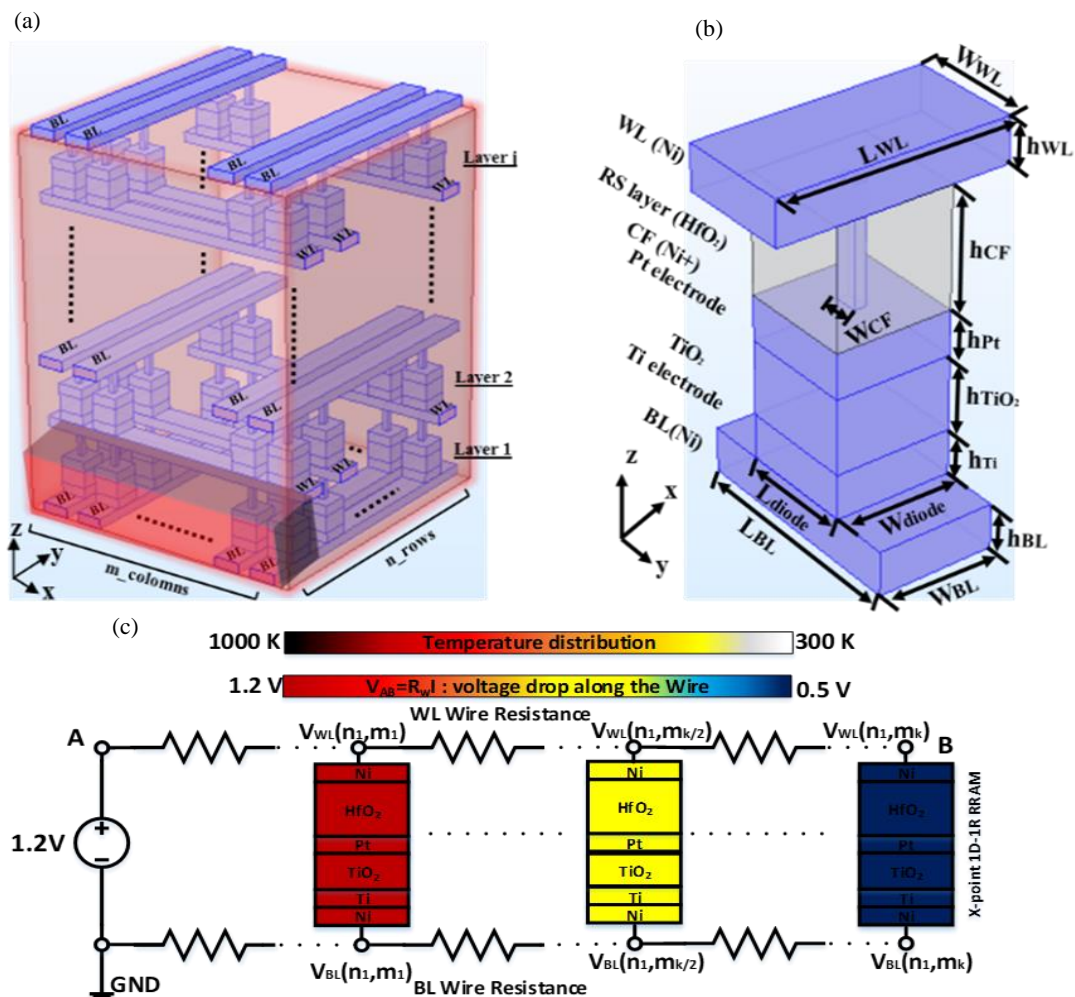 (a)
BL
BL
BL
BL
Layer j
WL
WL
WL
BL
BL
BL
BL
Layer 2
WL
Layer 1
WL
WL
BL
BL
BL
BL
m_colomns
n_rows
z
y
x
(b)
WWL
WL (Ni)
LWL
hWL
RS layer (HfO2)
CF (Ni+)
Pt electrode
hCF
WCF
hPt
TiO2
Ti electrode
hTiO2
BL(Ni)
hTi
z
x
y
Ldiode
Wdiode
LBL
hBL
WBL
(c)
1000 K Temperature distribution 300 K
1.2 V VAB=RwI : voltage drop along the Wire 0.5 V
WL Wire Resistance
A VWL(n1,m1) VWL(n1,mk/2) VWL(n1,mk) B
Ni Ni Ni
HfO2 HfO2 HfO2
1.2V + −
Pt Pt Pt
TiO2 TiO2 TiO2
Ti Ti Ti
Ni Ni Ni
X-point 1D-1R RRAM
GND VBL(n1,m1) VBL(n1,mk/2) VBL(n1,mk)
BL Wire Resistance